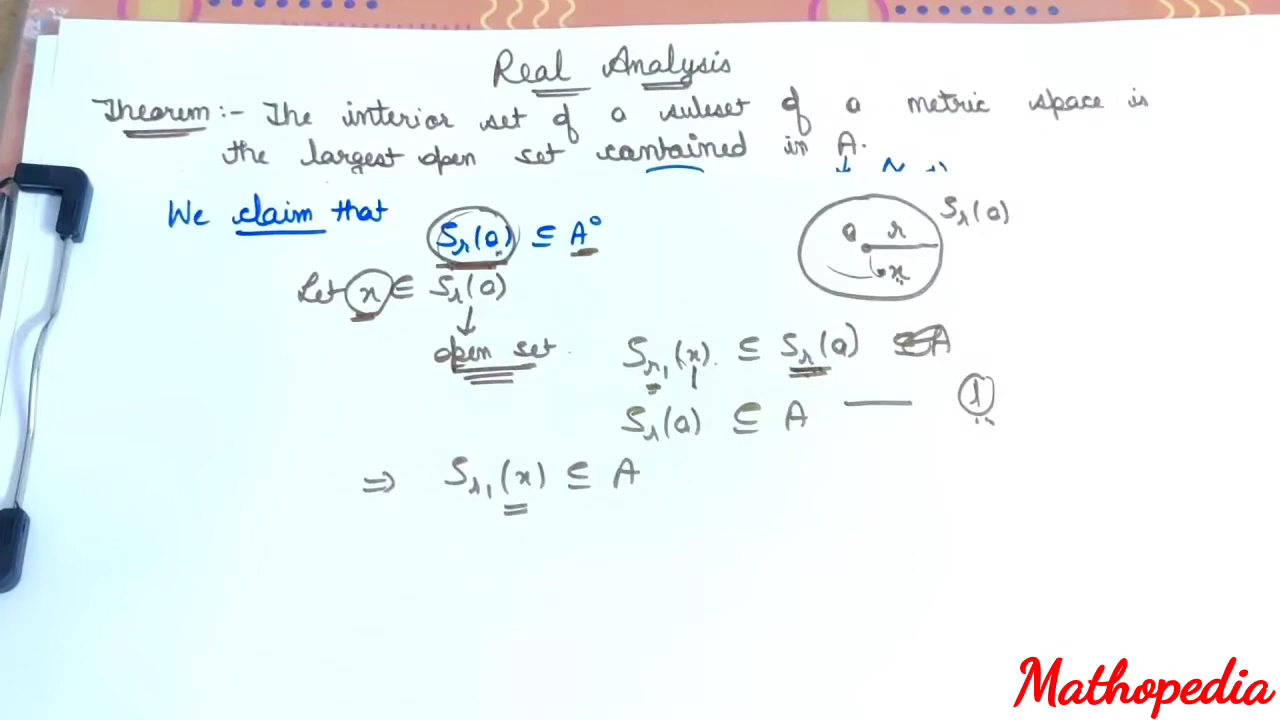 Real Analysis
Theorem:- The interior set of a subset of a metric space is
the largest open set contained in A.
We claim that Sr(a) ⊆ A°
Sr(a)
a r
x
Let x ∈ Sr(a)
↓
open set.
Sr₁(x) ⊆ Sr(a)
Sr(a) ⊆ A —— ①
⇒ Sr₁(x) ⊆ A
Mathopedia